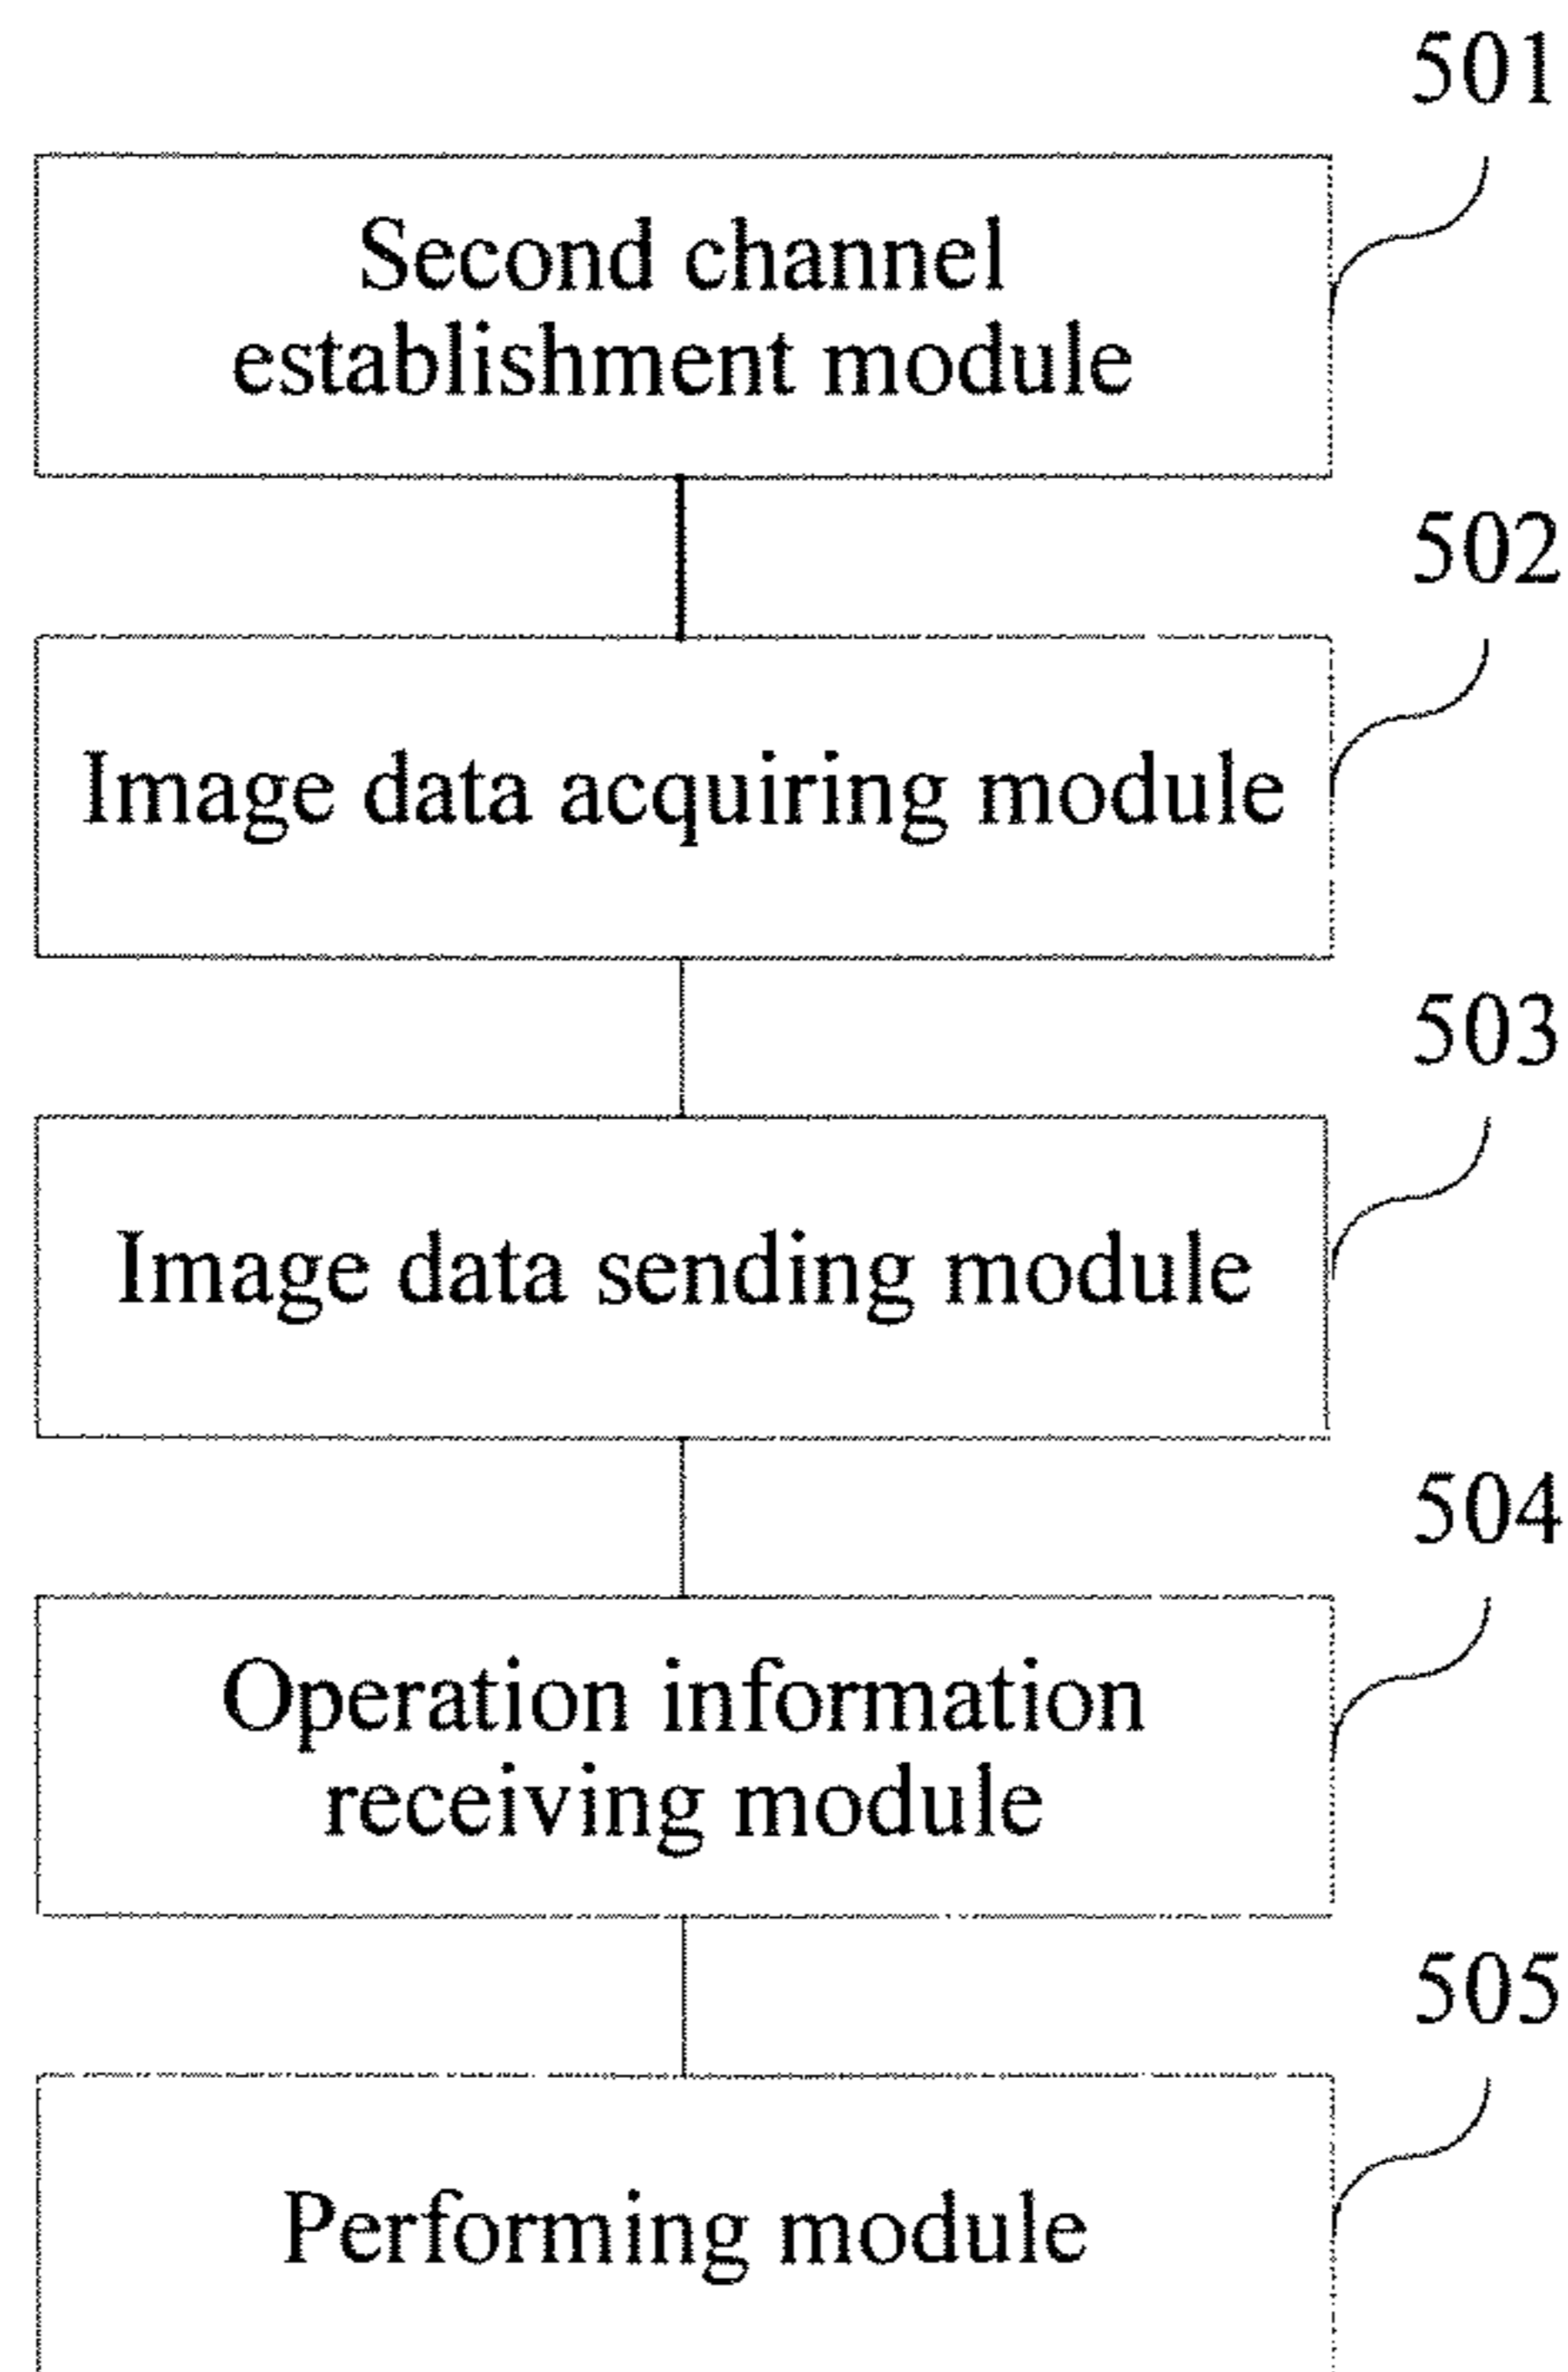 501
Second channel
establishment module
502
Image data acquiring module
503
Image data sending module
504
Operation information
receiving module
505
Performing module